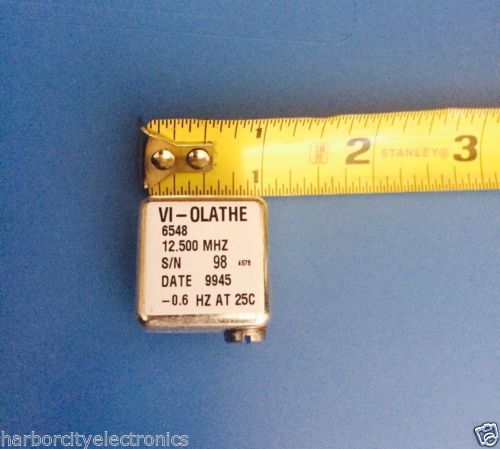 1 2 STANLEY® 3
1
VI-OLATHE
6548
12.500 MHZ
S/N 98 4576
DATE 9945
-0.6 HZ AT 25C
harborcityelectronics